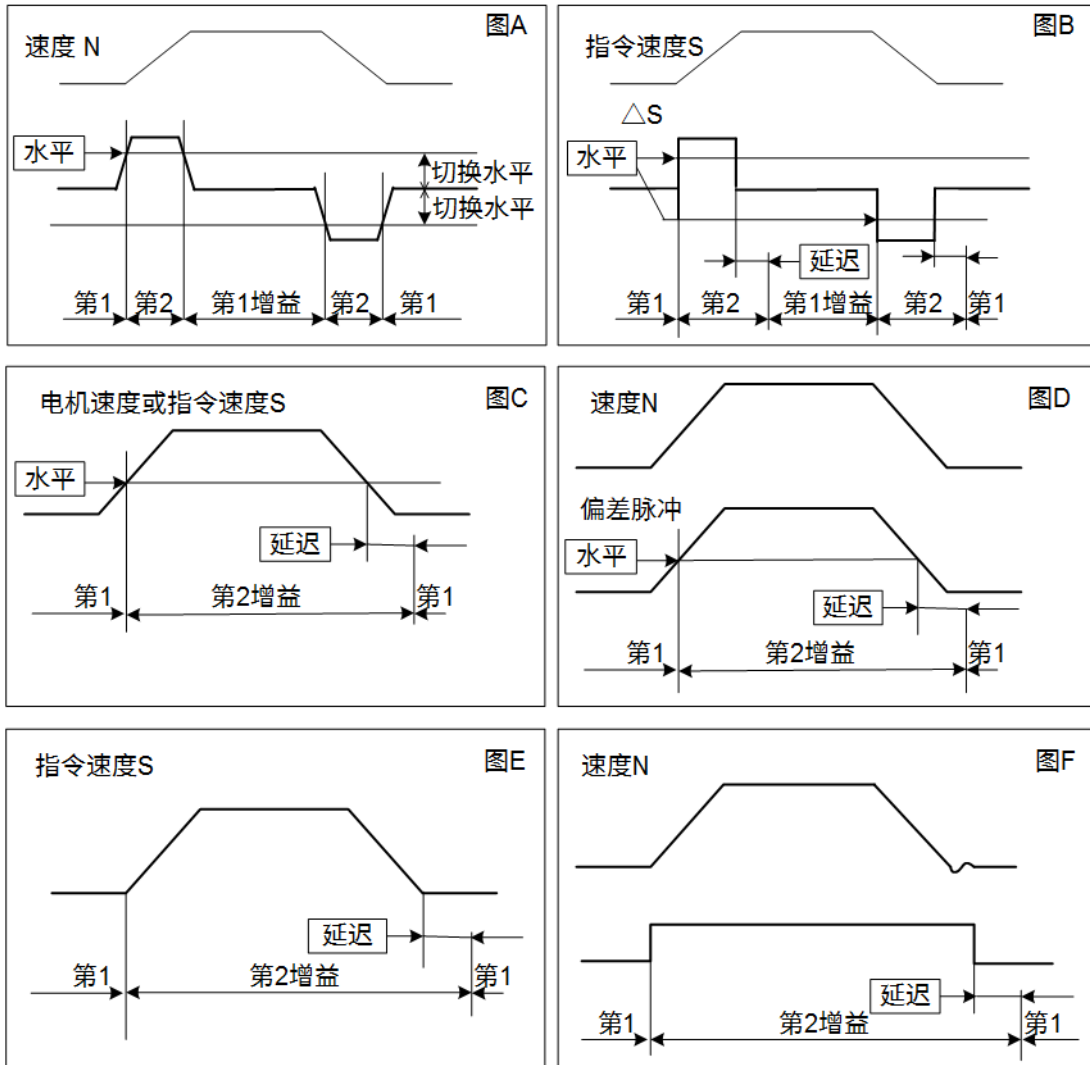 图A
速度 N
水平
切换水平
切换水平
第1
第2
第1增益
第2
第1
图B
指令速度S
△S
水平
延迟
第1
第2
第1增益
第2
第1
图C
电机速度或指令速度S
水平
延迟
第1
第2增益
第1
图D
速度N
偏差脉冲
水平
延迟
第1
第2增益
第1
图E
指令速度S
延迟
第1
第2增益
第1
图F
速度N
延迟
第1
第2增益
第1